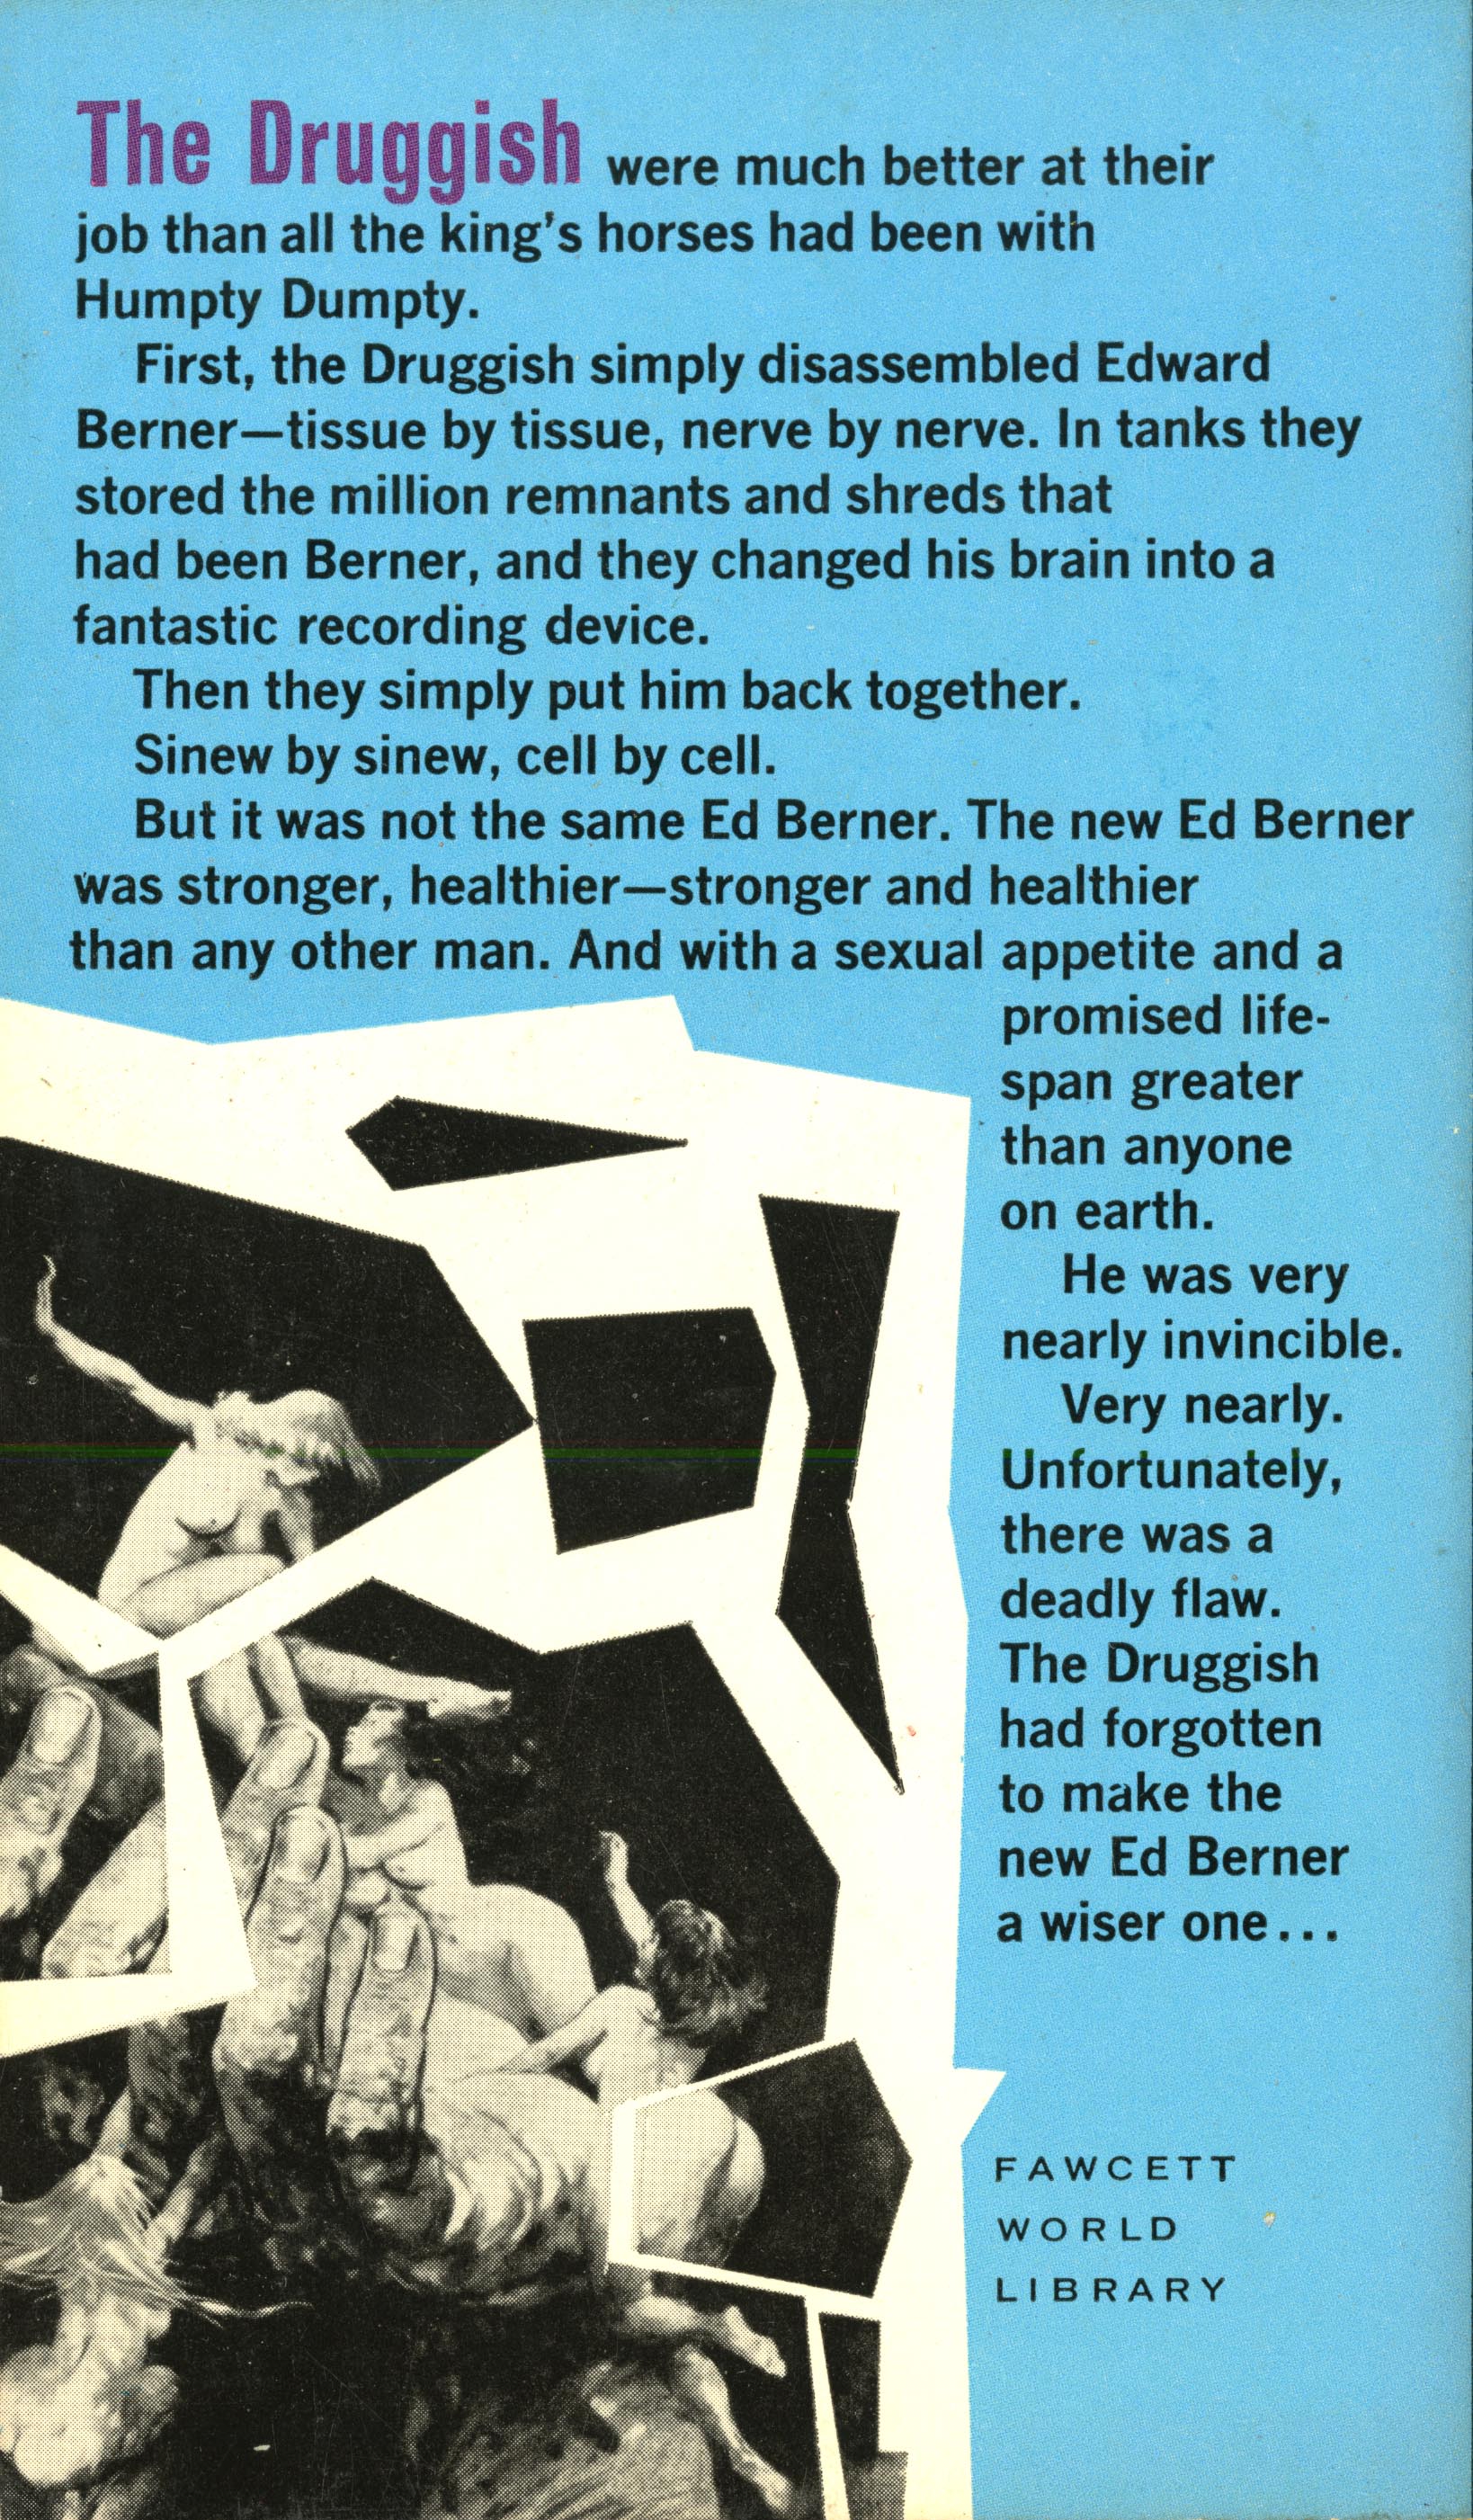 The Druggish were much better at their
job than all the king's horses had been with
Humpty Dumpty.
First, the Druggish simply disassembled Edward
Berner—tissue by tissue, nerve by nerve. In tanks they
stored the million remnants and shreds that
had been Berner, and they changed his brain into a
fantastic recording device.
Then they simply put him back together.
Sinew by sinew, cell by cell.
But it was not the same Ed Berner. The new Ed Berner
was stronger, healthier—stronger and healthier
than any other man. And with a sexual appetite and a
promised life-
span greater
than anyone
on earth.
He was very
nearly invincible.
Very nearly.
Unfortunately,
there was a
deadly flaw.
The Druggish
had forgotten
to make the
new Ed Berner
a wiser one...
FAWCETT
WORLD
LIBRARY